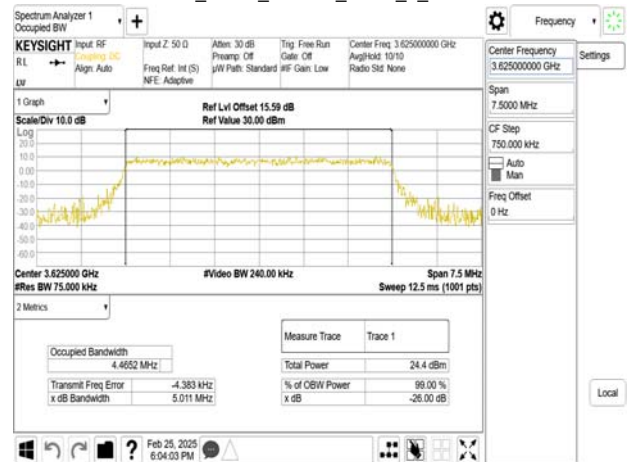 Spectrum Analyzer 1
Occupied BW
Frequency
KEYSIGHT
RL
LV
Input: RF
Coupling: DC
Align: Auto
Input Z: 50 Ω
Freq Ref: Int (S)
NFE: Adaptive
Atten: 30 dB
Preamp: Off
µW Path: Standard
Trig: Free Run
Gate: Off
#IF Gain: Low
Center Freq: 3.625000000 GHz
Avg|Hold: 10/10
Radio Std: None
Center Frequency
3.625000000 GHz
Settings
Span
7.5000 MHz
CF Step
750.000 kHz
Auto
Man
Freq Offset
0 Hz
1 Graph
Scale/Div 10.0 dB
Ref Lvl Offset 15.59 dB
Ref Value 30.00 dBm
Log
20.0
10.0
0.00
-10.0
-20.0
-30.0
-40.0
-50.0
-60.0
Center 3.625000 GHz
#Res BW 75.000 kHz
#Video BW 240.00 kHz
Span 7.5 MHz
Sweep 12.5 ms (1001 pts)
2 Metrics
Measure Trace
Trace 1
Occupied Bandwidth
4.4652 MHz
Total Power
24.4 dBm
Transmit Freq Error
-4.383 kHz
% of OBW Power
99.00 %
x dB Bandwidth
5.011 MHz
x dB
-26.00 dB
Local
Feb 25, 2025
6:04:03 PM